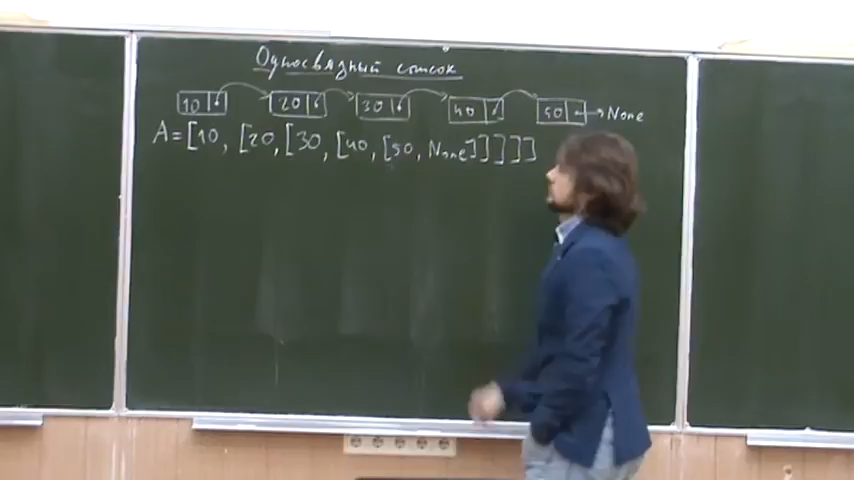 Односвязный список
10 20 30 40 50 None
A=[10, [20, [30, [40, [50, None]]]]]